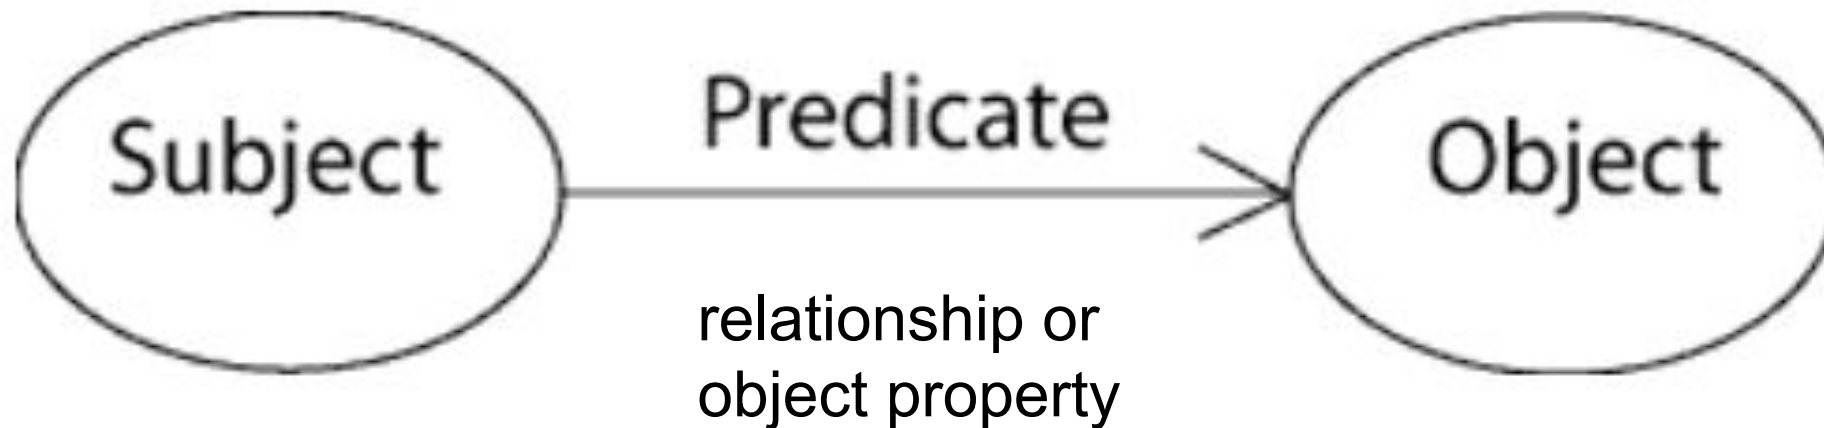 Subject
Predicate
Object
relationship or
object property